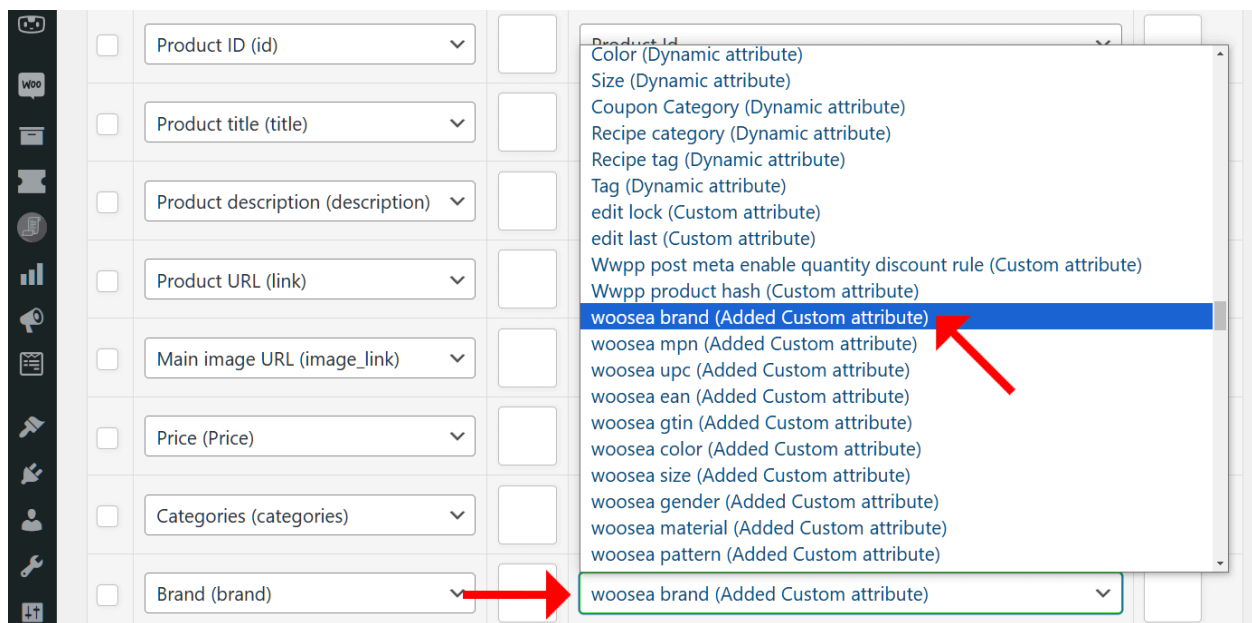 Product ID (id)
Product Id
Color (Dynamic attribute)
Size (Dynamic attribute)
Coupon Category (Dynamic attribute)
Woo
Product title (title)
Recipe category (Dynamic attribute)
Recipe tag (Dynamic attribute)
Tag (Dynamic attribute)
Product description (description)
edit lock (Custom attribute)
edit last (Custom attribute)
Wwpp post meta enable quantity discount rule (Custom attribute)
Product URL (link)
Wwpp product hash (Custom attribute)
woosea brand (Added Custom attribute)
woosea mpn (Added Custom attribute)
Main image URL (image_link)
woosea upc (Added Custom attribute)
woosea ean (Added Custom attribute)
woosea gtin (Added Custom attribute)
Price (Price)
woosea color (Added Custom attribute)
woosea size (Added Custom attribute)
woosea gender (Added Custom attribute)
Categories (categories)
woosea material (Added Custom attribute)
woosea pattern (Added Custom attribute)
Brand (brand)
woosea brand (Added Custom attribute)